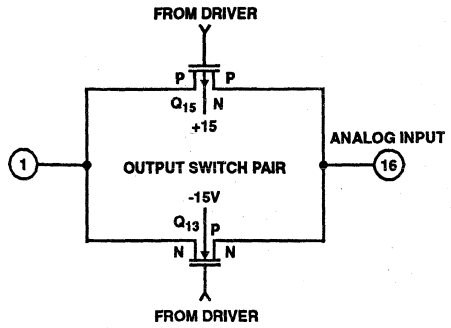 FROM DRIVER
P P
Q15 N
+15
ANALOG INPUT
1 OUTPUT SWITCH PAIR 16
-15V
Q13 P
N N
FROM DRIVER